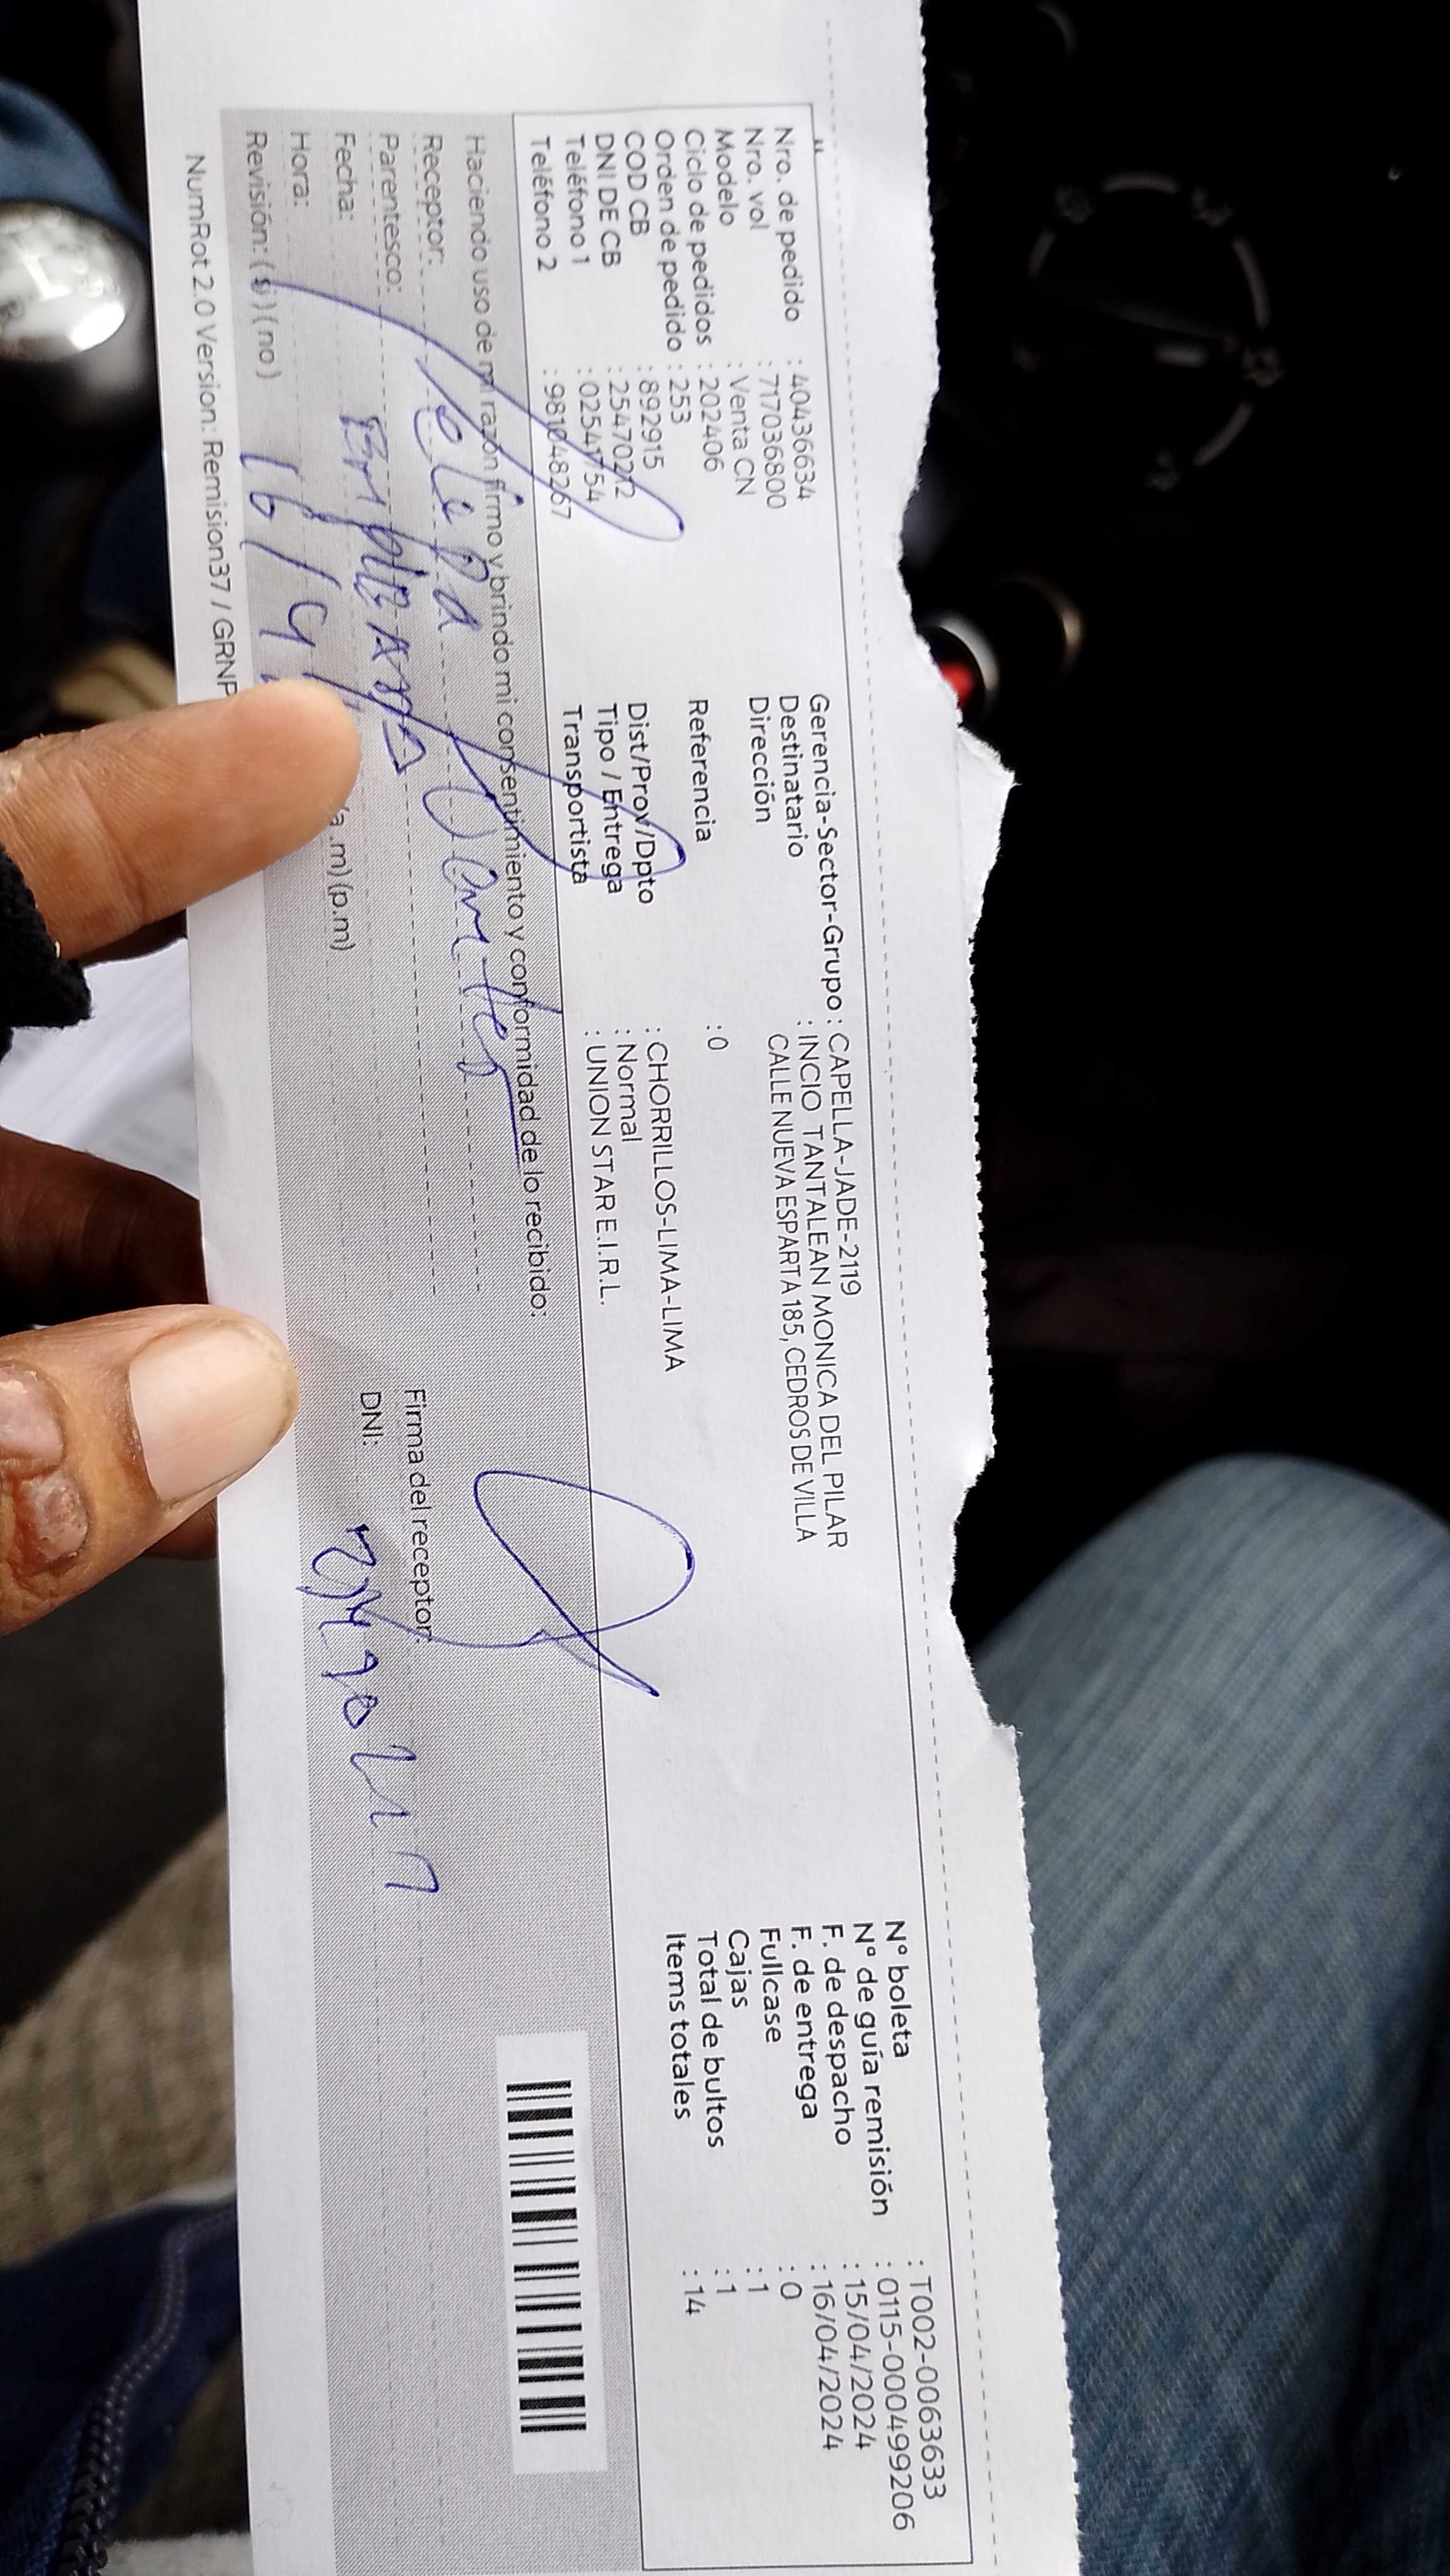 Nro. de pedido : 40436634
Nro. vol : 717036800
Modelo : Venta CN
Ciclo de pedidos : 202406
Orden de pedido : 253
COD CB : 892915
DNI DE CB : 25470212
Teléfono 1 : 02541754
Teléfono 2 : 981048267
Gerencia-Sector-Grupo : CAPELLA-JADE-2119
Destinatario : INCIO TANTALEAN MONICA DEL PILAR
Dirección CALLE NUEVA ESPARTA 185, CEDROS DE VILLA
Referencia : 0
Dist/Prov/Dpto : CHORRILLOS-LIMA-LIMA
Tipo / Entrega : Normal
Transportista : UNION STAR E.I.R.L.
N° boleta : T002-0063633
N° de guía remisión : 0115-000499206
F. de despacho : 15/04/2024
F. de entrega : 16/04/2024
Fullcase : 0
Cajas : 1
Total de bultos : 1
Items totales : 14
Haciendo uso de mi razón firmo y brindo mi consentimiento y conformidad de lo recibido:
Receptor:
Parentesco:
Fecha: 16/4/
Hora: (a.m)(p.m)
Revisión: (si)(no)
Firma del receptor:
DNI:
NumRot 2.0 Version: Remision37 / GRNP